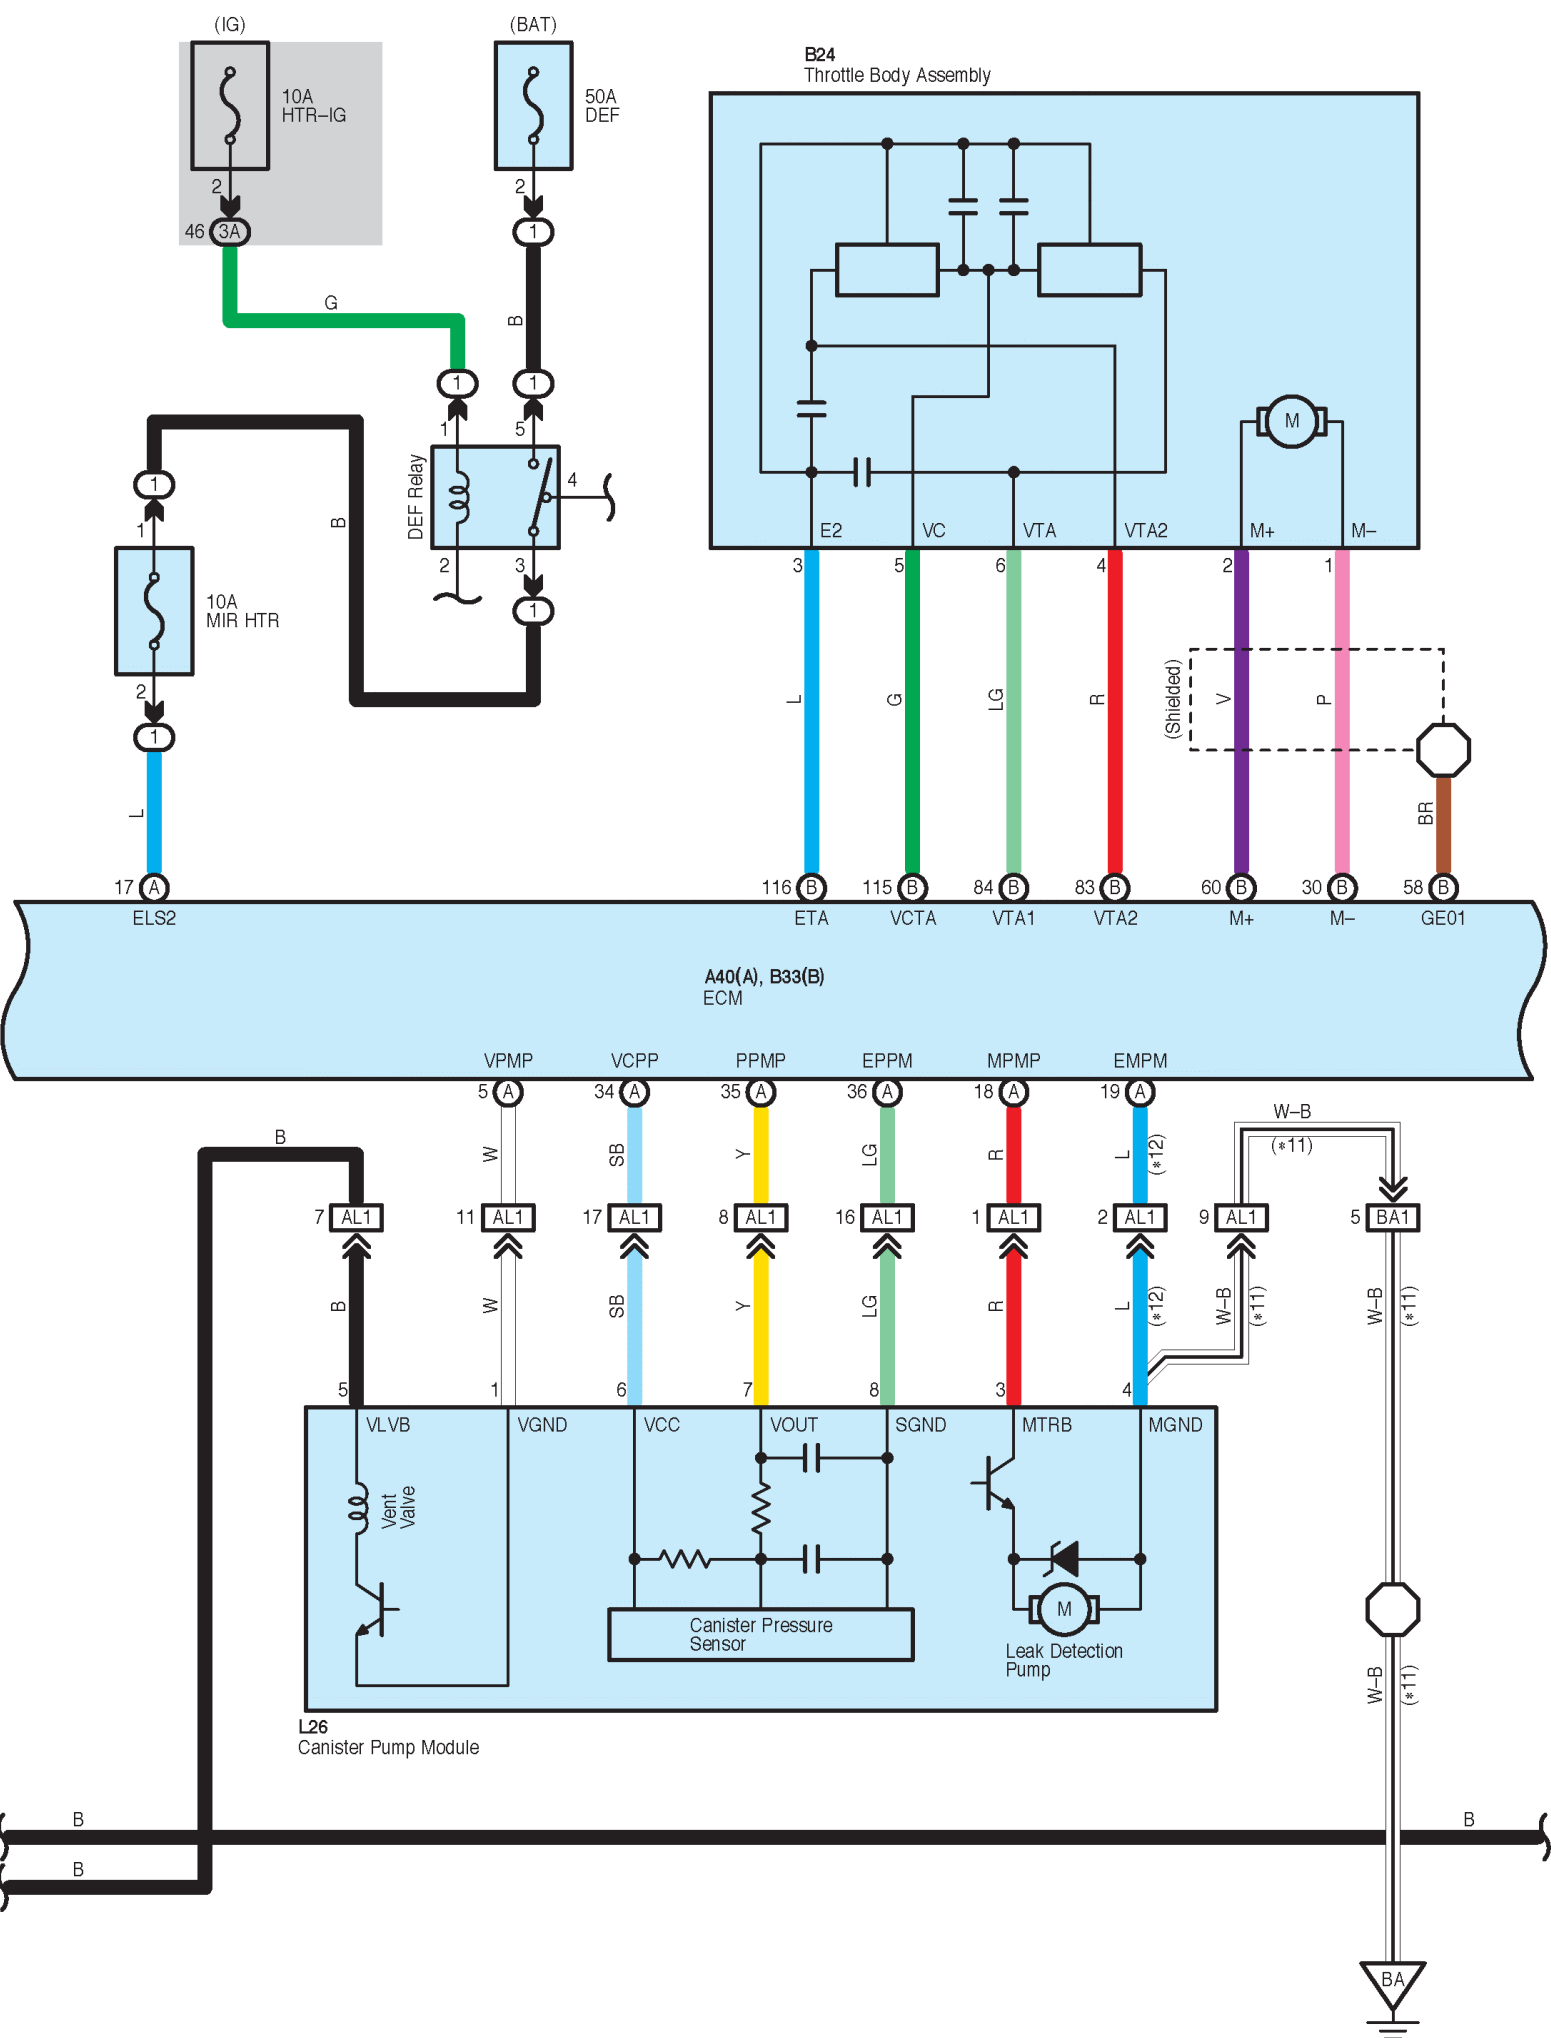 (IG)
(BAT)
10A
HTR–IG
50A
DEF
2
2
46
3A
1
G
B
1
1
1
5
DEF Relay
4
2
3
1
B
1
1
10A
MIR HTR
2
1
L
B24
Throttle Body Assembly
M
E2
VC
VTA
VTA2
M+
M–
3
5
6
4
2
1
(Shielded)
L
G
LG
R
V
P
BR
17 A
116 B
115 B
84 B
83 B
60 B
30 B
58 B
ELS2
ETA
VCTA
VTA1
VTA2
M+
M–
GE01
A40(A), B33(B)
ECM
VPMP
VCPP
PPMP
EPPM
MPMP
EMPM
5 A
34 A
35 A
36 A
18 A
19 A
W–B
(*11)
B
W
SB
Y
LG
R
L
(*12)
7 AL1
11 AL1
17 AL1
8 AL1
16 AL1
1 AL1
2 AL1
9 AL1
5 BA1
B
W
SB
Y
LG
R
L
(*12)
W–B
(*11)
W–B
(*11)
5
1
6
7
8
3
4
VLVB
VGND
VCC
VOUT
SGND
MTRB
MGND
Vent
Valve
Canister Pressure
Sensor
M
Leak Detection
Pump
W–B
(*11)
L26
Canister Pump Module
B
B
B
BA